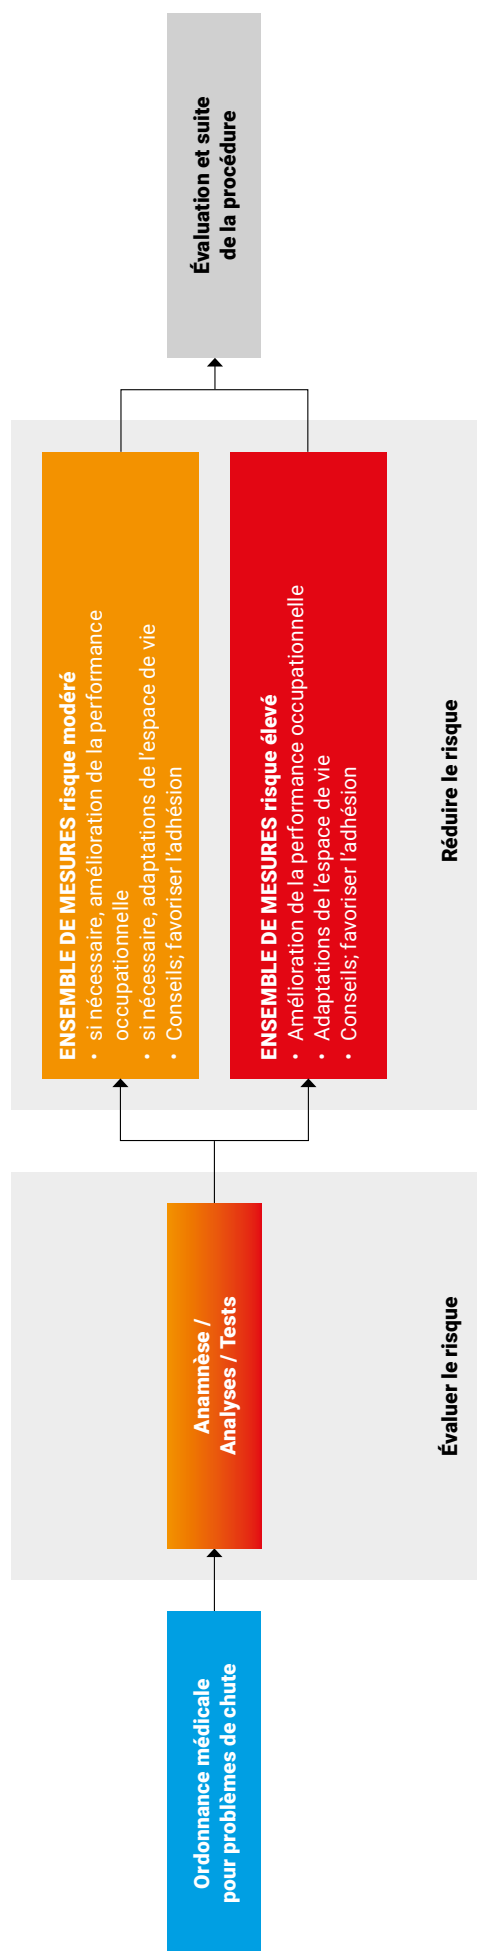 Ordonnance médicale
pour problèmes de chute
Anamnèse /
Analyses / Tests
Évaluer le risque
ENSEMBLE DE MESURES risque modéré
• si nécessaire, amélioration de la performance
occupationnelle
• si nécessaire, adaptations de l'espace de vie
• Conseils; favoriser l'adhésion
ENSEMBLE DE MESURES risque élevé
• Amélioration de la performance occupationnelle
• Adaptations de l'espace de vie
• Conseils; favoriser l'adhésion
Réduire le risque
Évaluation et suite
de la procédure